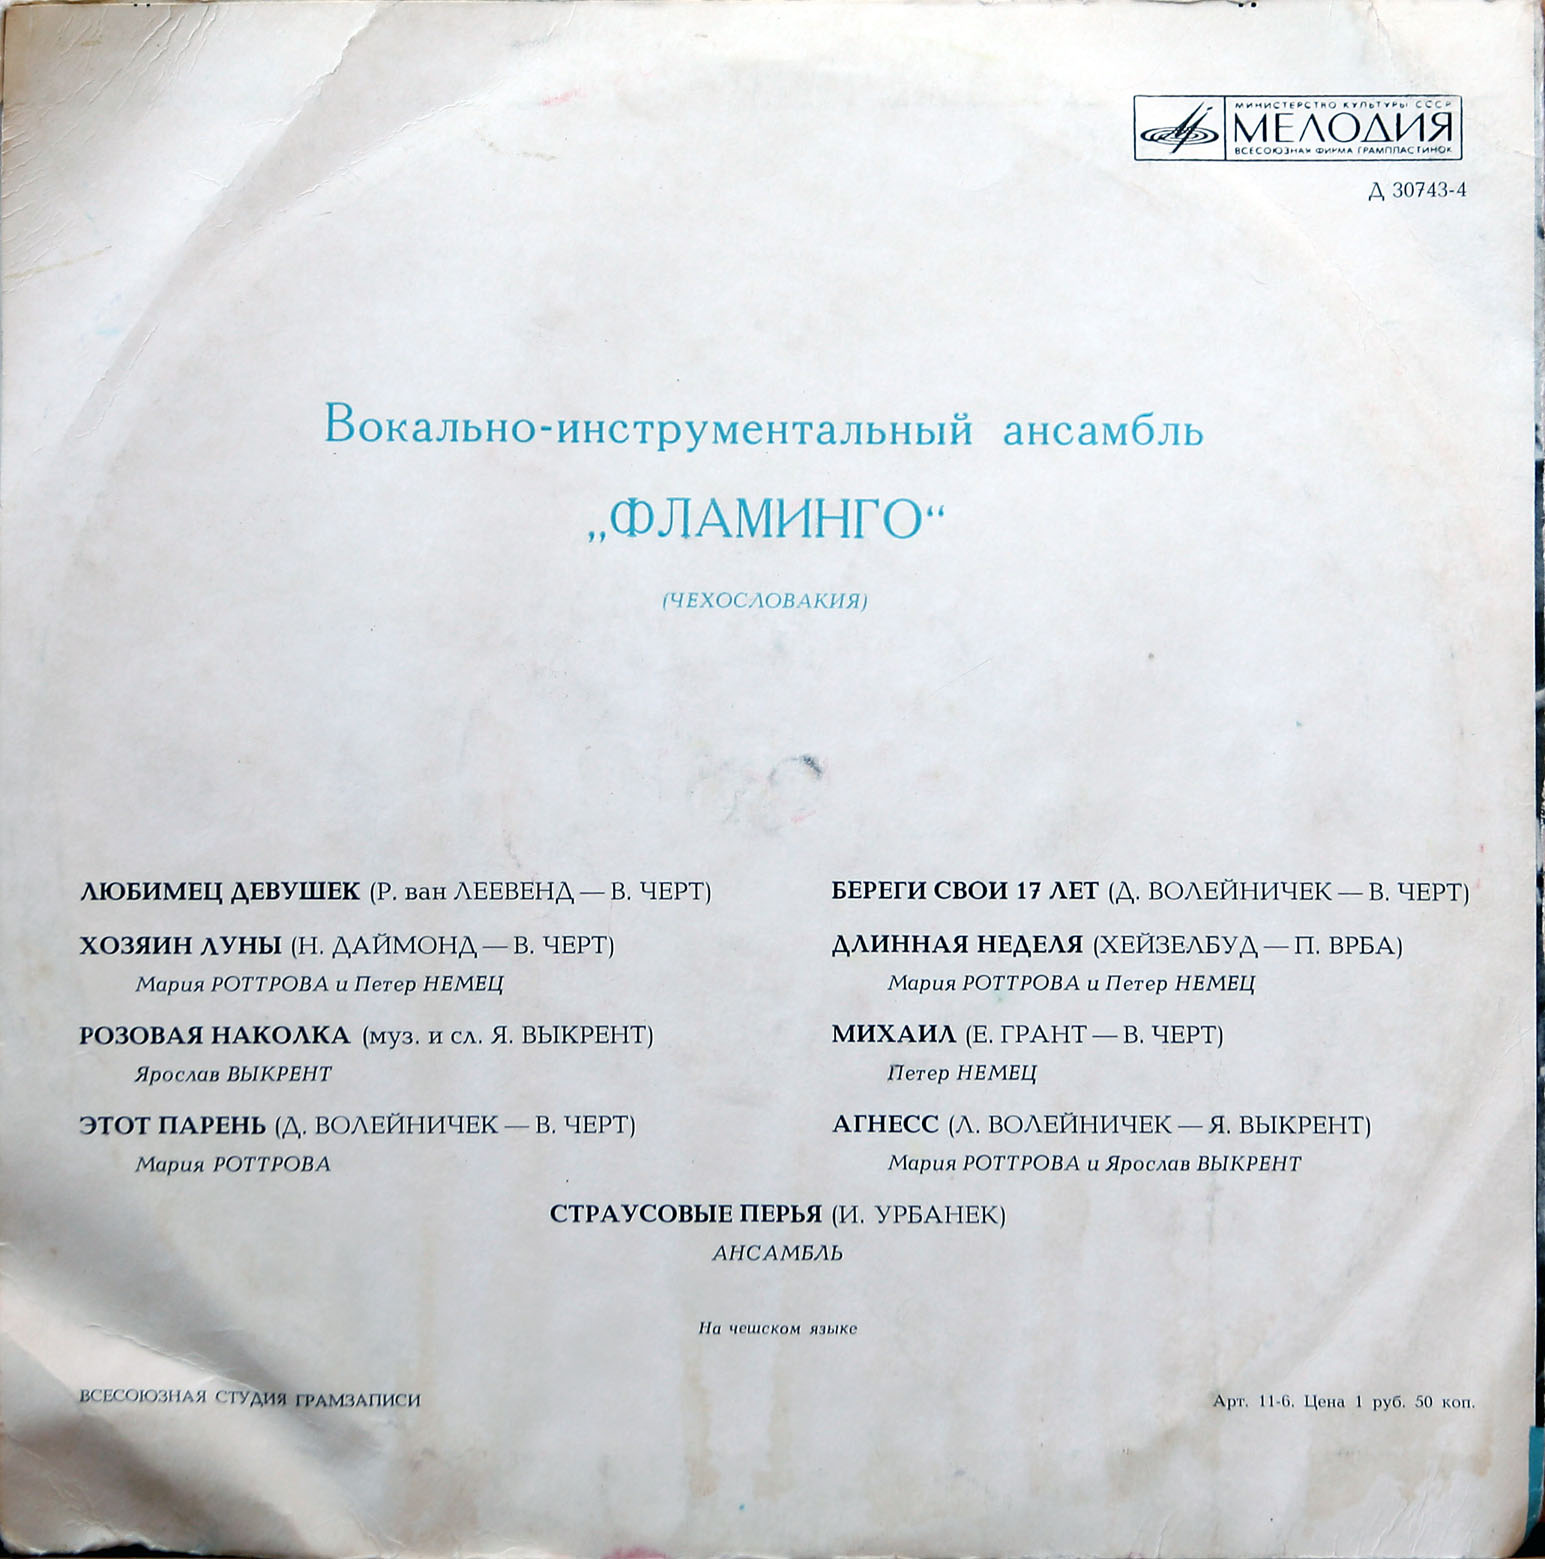 МИНИСТЕРСТВО КУЛЬТУРЫ СССР
МЕЛОДИЯ
ВСЕСОЮЗНАЯ ФИРМА ГРАМПЛАСТИНОК
Д 30743-4
Вокально-инструментальный ансамбль
„ФЛАМИНГО“
(ЧЕХОСЛОВАКИЯ)
ЛЮБИМЕЦ ДЕВУШЕК (Р. ван ЛЕЕВЕНД — В. ЧЕРТ)
ХОЗЯИН ЛУНЫ (Н. ДАЙМОНД — В. ЧЕРТ)
Мария РОТТРОВА и Петер НЕМЕЦ
РОЗОВАЯ НАКОЛКА (муз. и сл. Я. ВЫКРЕНТ)
Ярослав ВЫКРЕНТ
ЭТОТ ПАРЕНЬ (Д. ВОЛЕЙНИЧЕК — В. ЧЕРТ)
Мария РОТТРОВА
БЕРЕГИ СВОИ 17 ЛЕТ (Д. ВОЛЕЙНИЧЕК — В. ЧЕРТ)
ДЛИННАЯ НЕДЕЛЯ (ХЕЙЗЕЛБУД — П. ВРБА)
Мария РОТТРОВА и Петер НЕМЕЦ
МИХАИЛ (Е. ГРАНТ — В. ЧЕРТ)
Петер НЕМЕЦ
АГНЕСС (Л. ВОЛЕЙНИЧЕК — Я. ВЫКРЕНТ)
Мария РОТТРОВА и Ярослав ВЫКРЕНТ
СТРАУСОВЫЕ ПЕРЬЯ (И. УРБАНЕК)
АНСАМБЛЬ
На чешском языке
ВСЕСОЮЗНАЯ СТУДИЯ ГРАМЗАПИСИ
Арт. 11-6. Цена 1 руб. 50 коп.